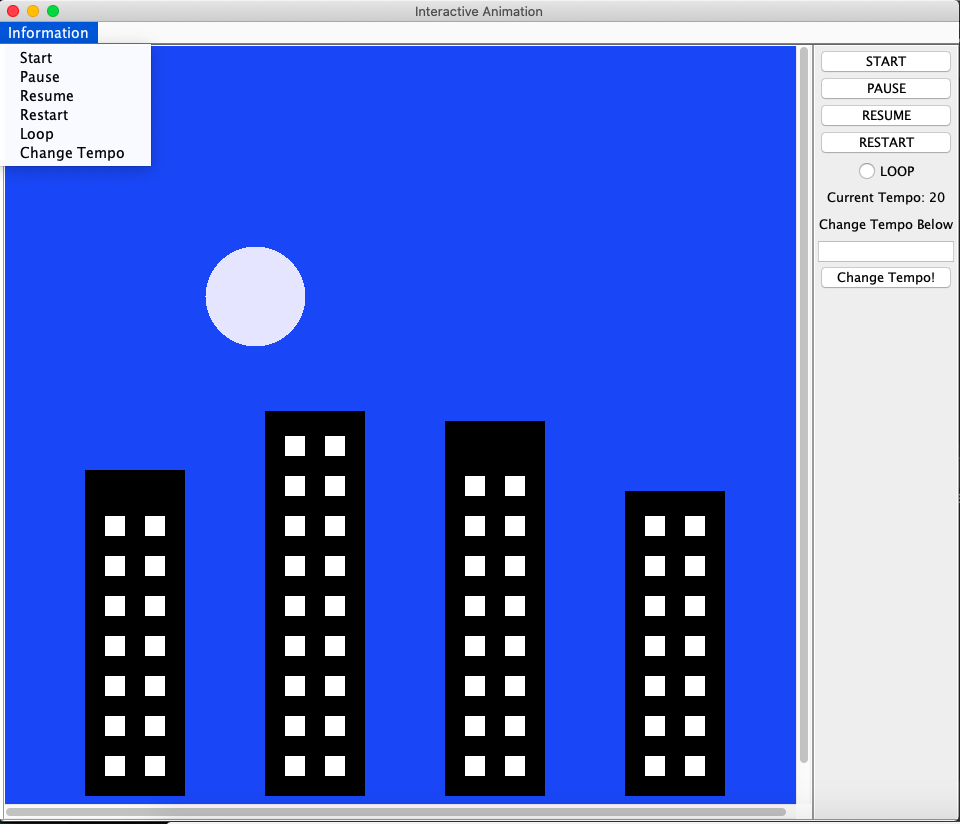 Interactive Animation
Information
Start
Pause
Resume
Restart
Loop
Change Tempo
START
PAUSE
RESUME
RESTART
LOOP
Current Tempo: 20
Change Tempo Below
Change Tempo!